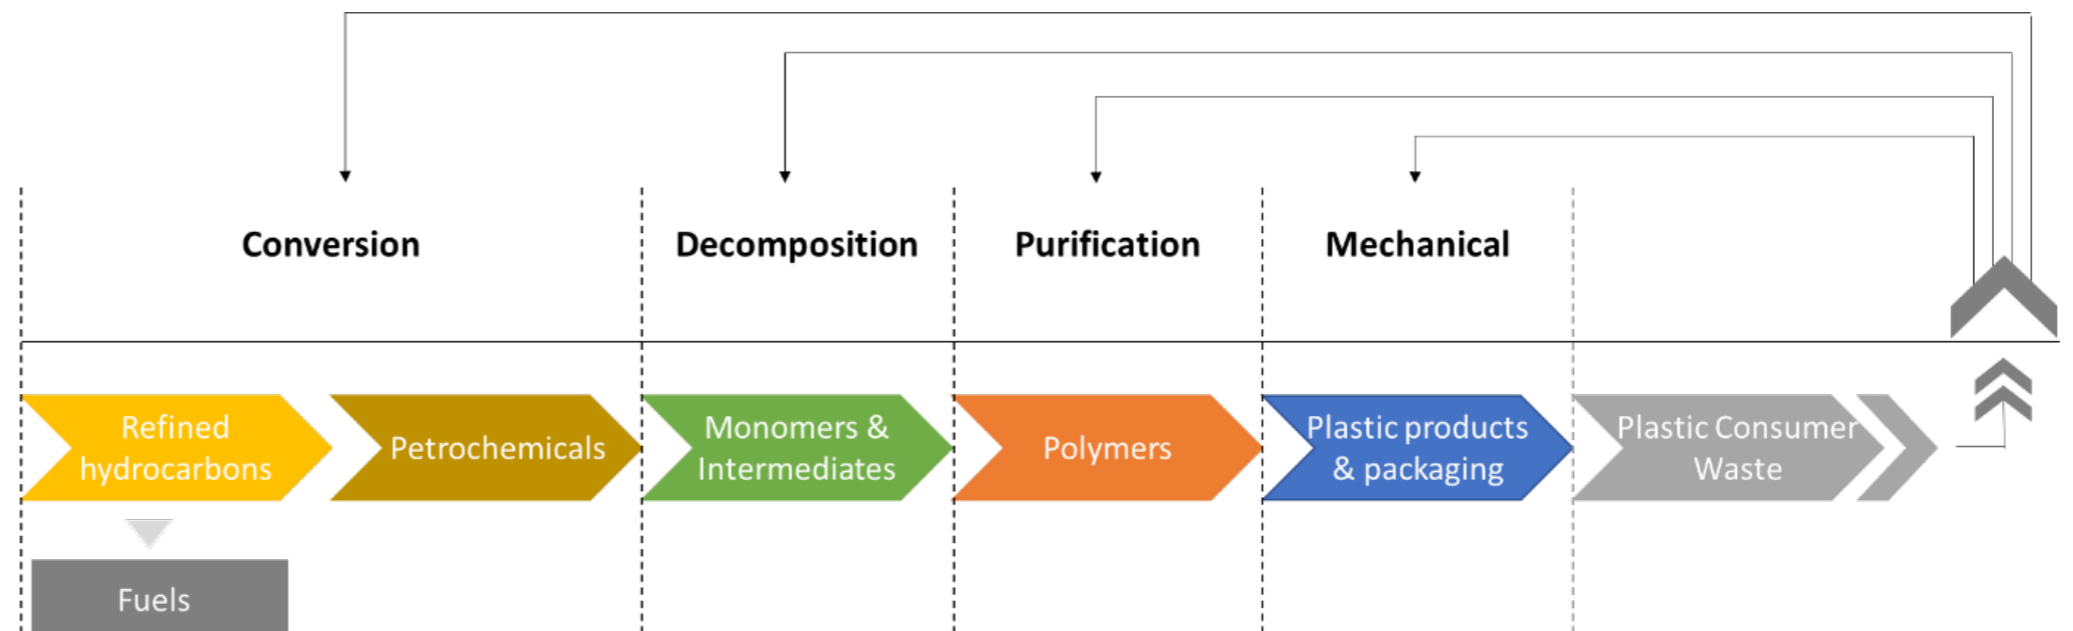 Conversion
Decomposition
Purification
Mechanical
Refined
hydrocarbons
Petrochemicals
Monomers &
Intermediates
Polymers
Plastic products
& packaging
Plastic Consumer
Waste
Fuels